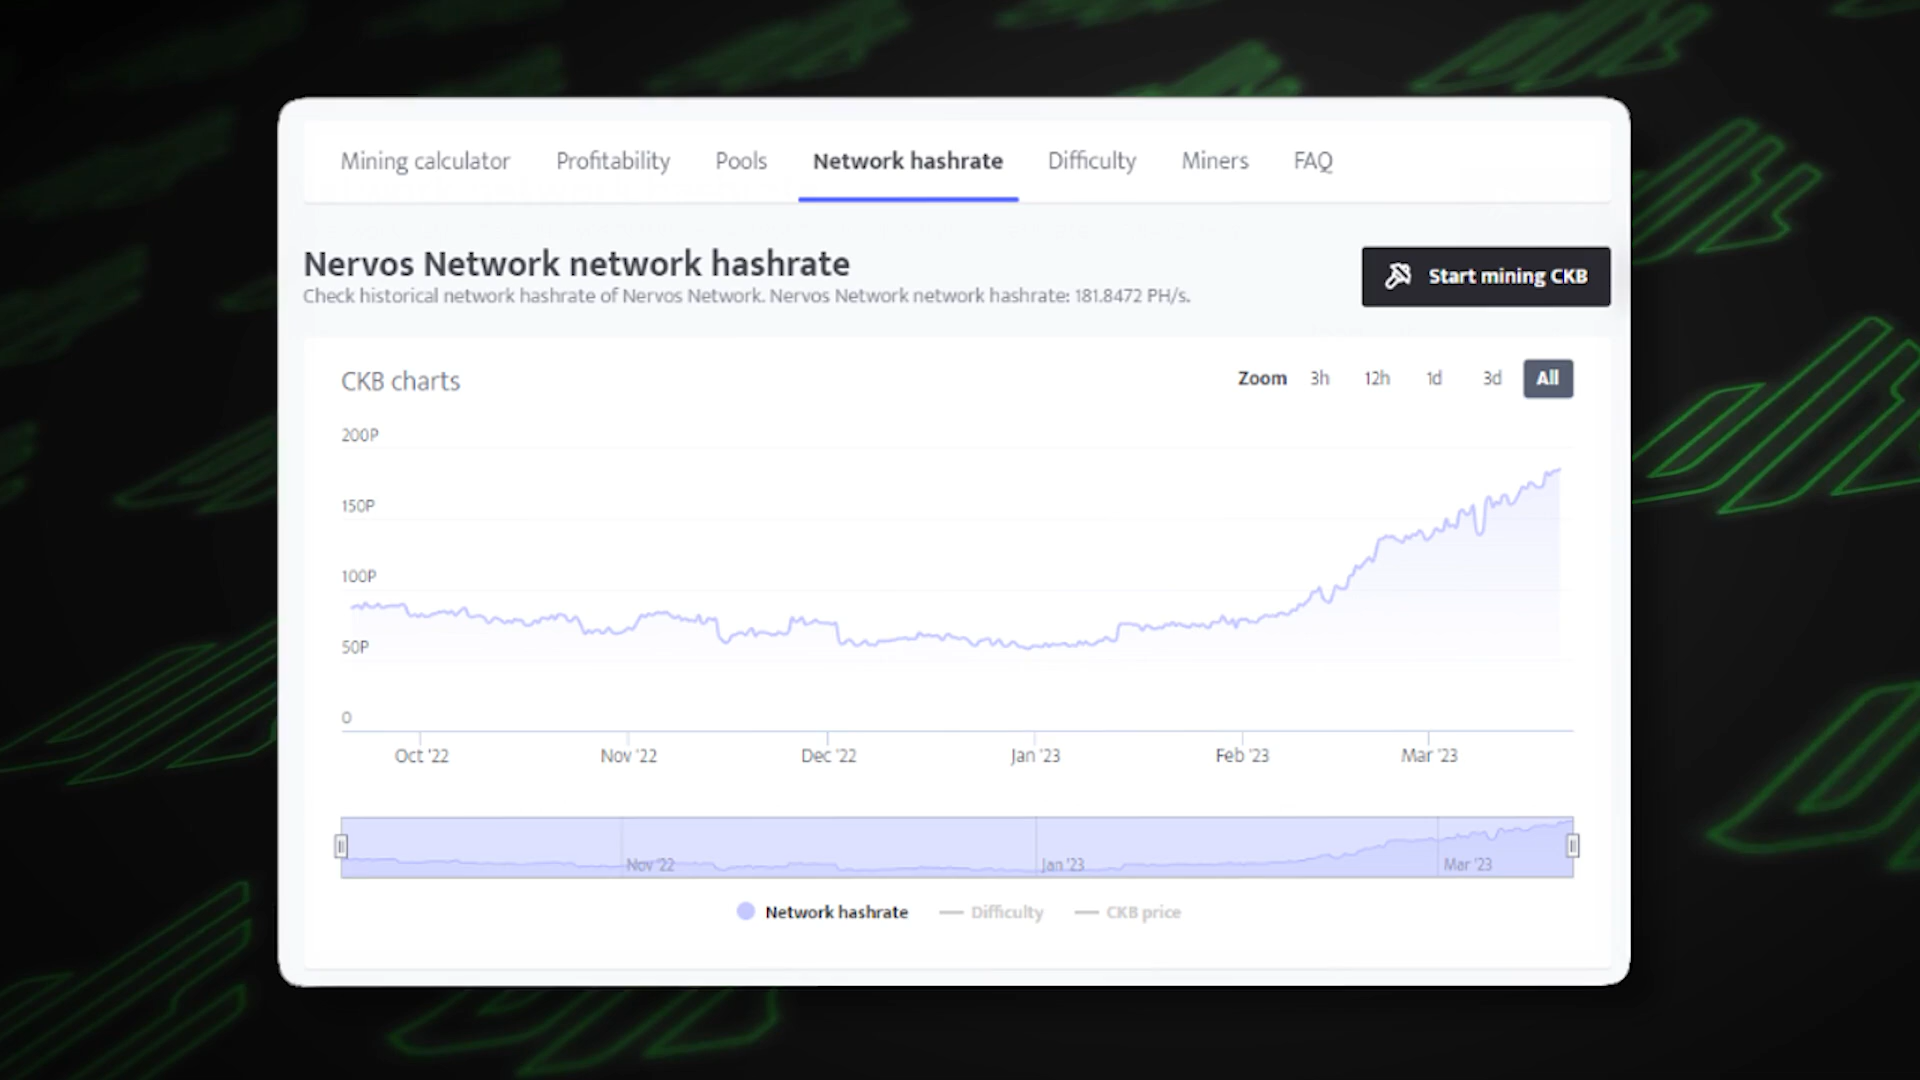 Mining calculator Profitability Pools Network hashrate Difficulty Miners FAQ
Nervos Network network hashrate
Check historical network hashrate of Nervos Network. Nervos Network network hashrate: 181.8472 PH/s.
Start mining CKB
CKB charts
Zoom 3h 12h 1d 3d All
200P
150P
100P
50P
0
Oct '22 Nov '22 Dec '22 Jan '23 Feb '23 Mar '23
Nov '22 Jan '23 Mar '23
Network hashrate Difficulty CKB price